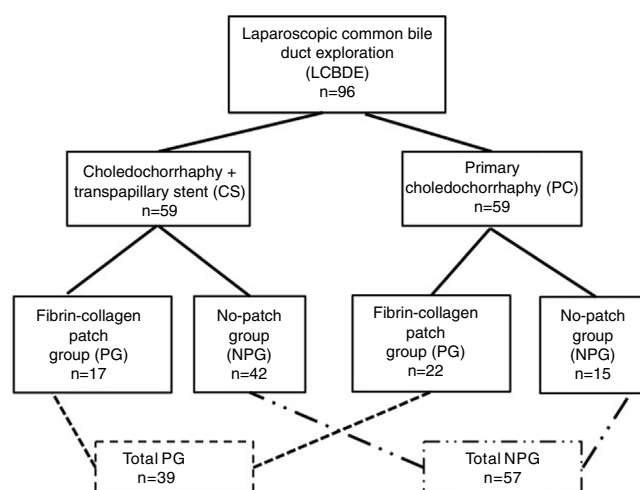 Laparoscopic common bile
duct exploration
(LCBDE)
n=96
Choledochorrhaphy +
transpapillary stent (CS)
n=59
Primary
choledochorrhaphy (PC)
n=59
Fibrin-collagen
patch
group (PG)
n=17
No-patch
group
(NPG)
n=42
Fibrin-collagen
patch
group (PG)
n=22
No-patch
group
(NPG)
n=15
Total PG
n=39
Total NPG
n=57